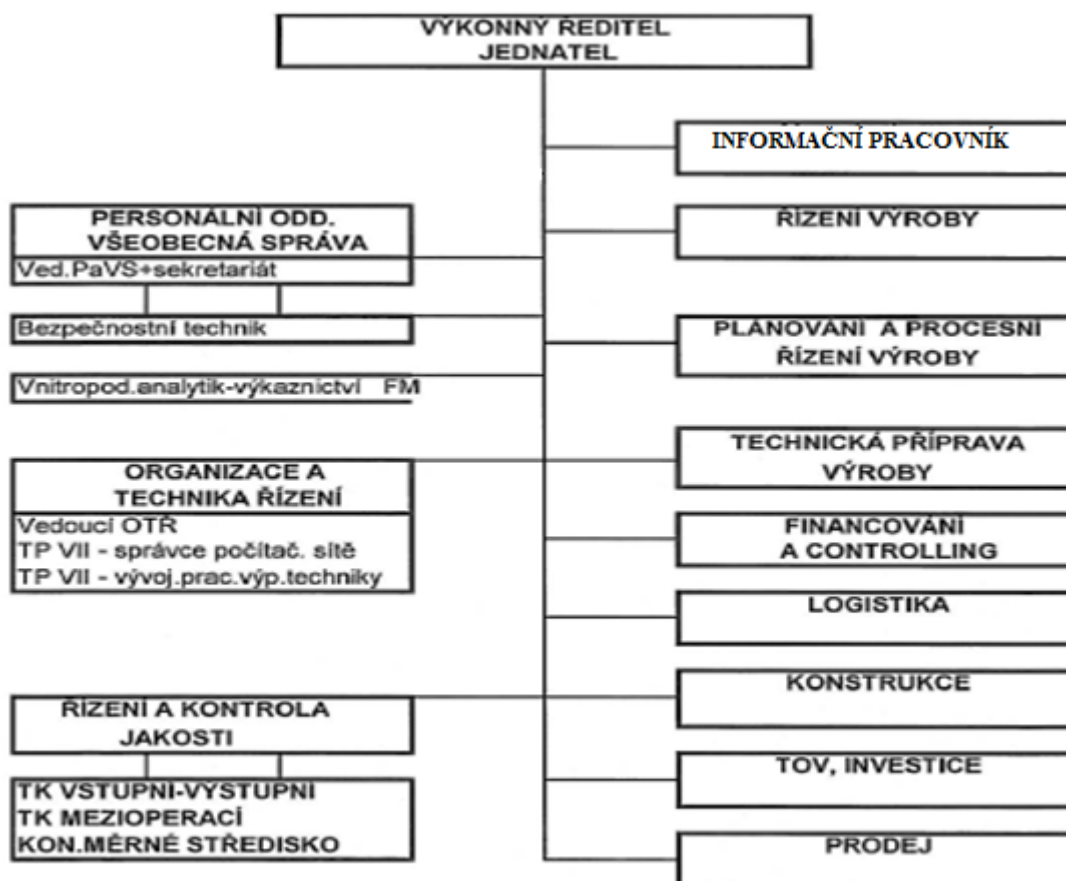 VÝKONNÝ ŘEDITEL
JEDNATEL
INFORMAČNÍ PRACOVNÍK
PERSONÁLNÍ ODD.
VŠEOBECNÁ SPRÁVA
Ved.PaVS+sekretariát
Bezpečnostní technik
Vnitropod.analytik-výkaznictví FM
ORGANIZACE A
TECHNIKA ŘÍZENÍ
Vedoucí OTŘ
TP VII - správce počítač. sítě
TP VII - vývoj.prac.výp.techniky
ŘÍZENÍ A KONTROLA
JAKOSTI
TK VSTUPNÍ-VÝSTUPNÍ
TK MEZIOPERACÍ
KON.MĚRNÉ STŘEDISKO
ŘÍZENÍ VÝROBY
PLÁNOVÁNÍ A PROCESNÍ
ŘÍZENÍ VÝROBY
TECHNICKÁ PŘÍPRAVA
VÝROBY
FINANCOVÁNÍ
A CONTROLLING
LOGISTIKA
KONSTRUKCE
TOV, INVESTICE
PRODEJ